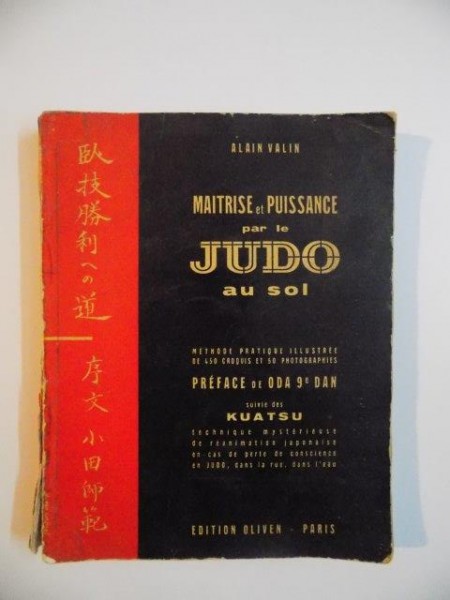 臥技勝利への道
序文 小田師範
ALAIN VALIN
MAITRISE et PUISSANCE
par le
JUDO
au sol
MÉTHODE PRATIQUE ILLUSTRÉE
DE 450 CROQUIS ET 50 PHOTOGRAPHIES
PRÉFACE DE ODA 9e DAN
suivie des
KUATSU
technique mystérieuse
de réanimation japonaise
en cas de perte de conscience
en JUDO, dans la rue, dans l'eau
EDITION OLIVEN - PARIS